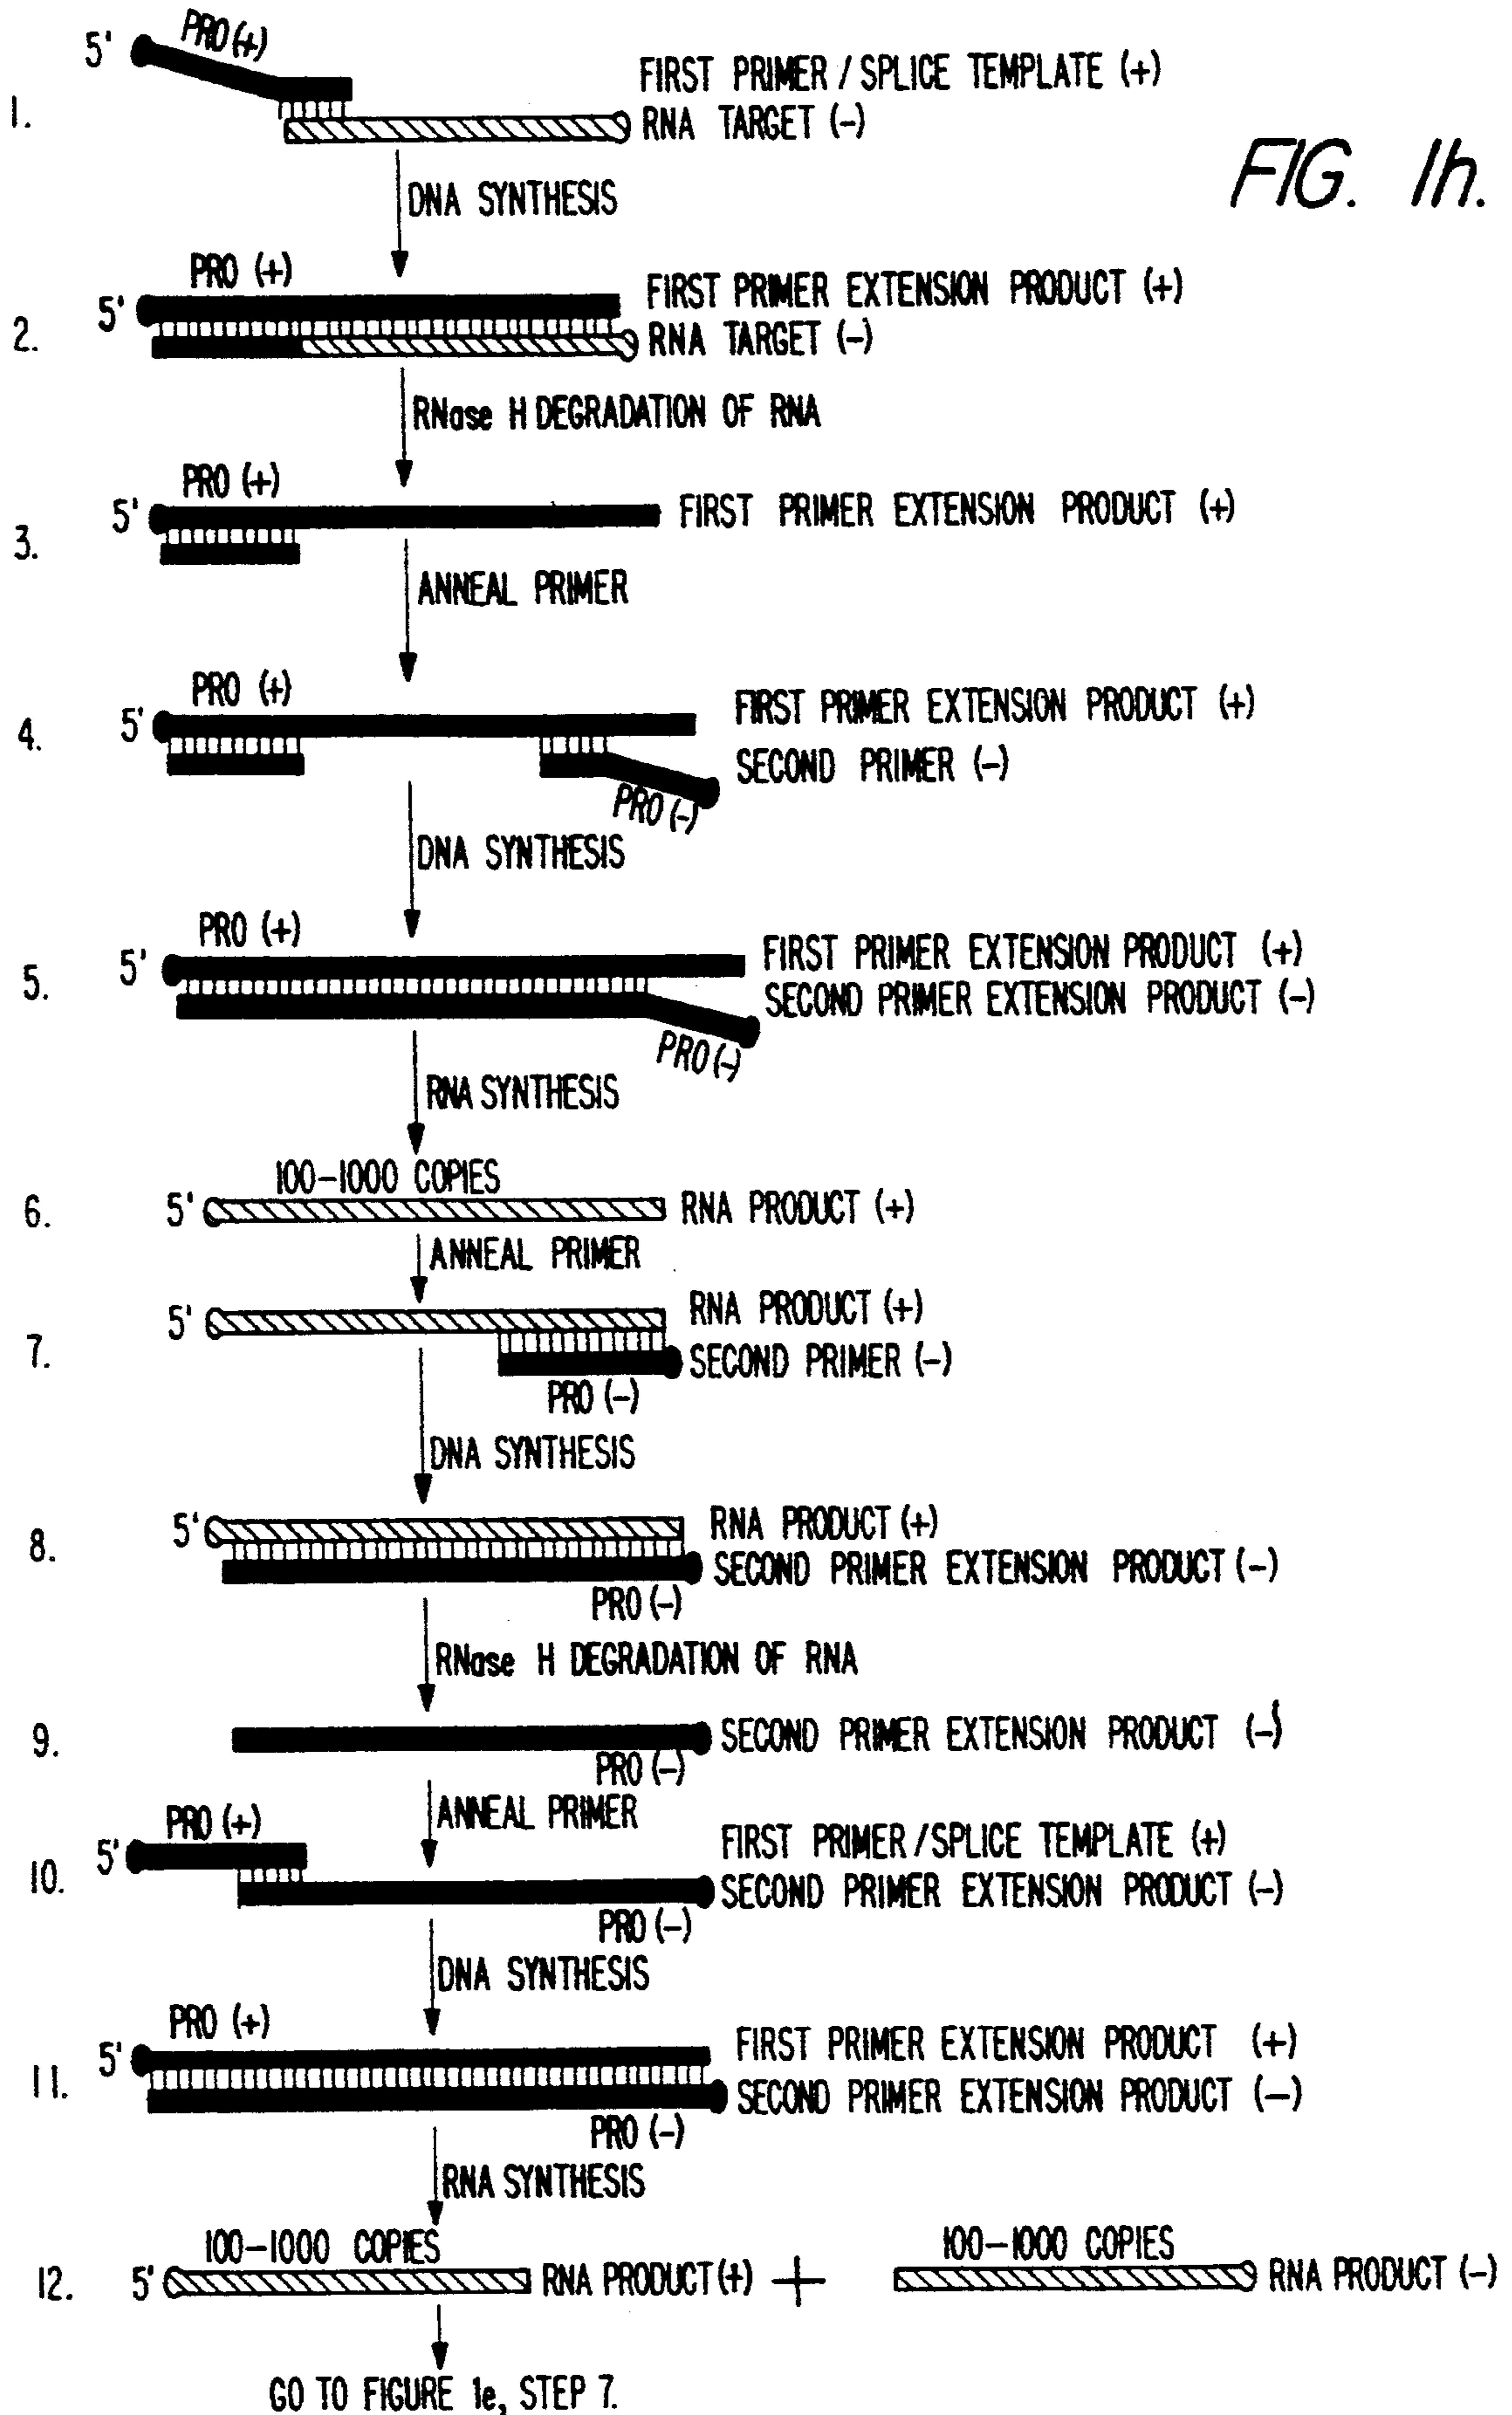 5' PRO (+)
FIRST PRIMER / SPLICE TEMPLATE (+)
1.
RNA TARGET (-)
FIG. 1h.
DNA SYNTHESIS
PRO (+)
5' FIRST PRIMER EXTENSION PRODUCT (+)
2.
RNA TARGET (-)
RNase H DEGRADATION OF RNA
PRO (+)
5' FIRST PRIMER EXTENSION PRODUCT (+)
3.
ANNEAL PRIMER
PRO (+)
5' FIRST PRIMER EXTENSION PRODUCT (+)
4.
SECOND PRIMER (-)
PRO (-)
DNA SYNTHESIS
PRO (+)
5' FIRST PRIMER EXTENSION PRODUCT (+)
5.
SECOND PRIMER EXTENSION PRODUCT (-)
PRO (-)
RNA SYNTHESIS
100-1000 COPIES
6. 5' RNA PRODUCT (+)
ANNEAL PRIMER
5' RNA PRODUCT (+)
7.
SECOND PRIMER (-)
PRO (-)
DNA SYNTHESIS
5' RNA PRODUCT (+)
8.
SECOND PRIMER EXTENSION PRODUCT (-)
PRO (-)
RNase H DEGRADATION OF RNA
9. SECOND PRIMER EXTENSION PRODUCT (-)
PRO (-)
ANNEAL PRIMER
PRO (+)
5' FIRST PRIMER/SPLICE TEMPLATE (+)
10.
SECOND PRIMER EXTENSION PRODUCT (-)
PRO (-)
DNA SYNTHESIS
PRO (+)
5' FIRST PRIMER EXTENSION PRODUCT (+)
11.
SECOND PRIMER EXTENSION PRODUCT (-)
PRO (-)
RNA SYNTHESIS
100-1000 COPIES 100-1000 COPIES
12. 5' RNA PRODUCT (+) + RNA PRODUCT (-)
GO TO FIGURE 1e, STEP 7.